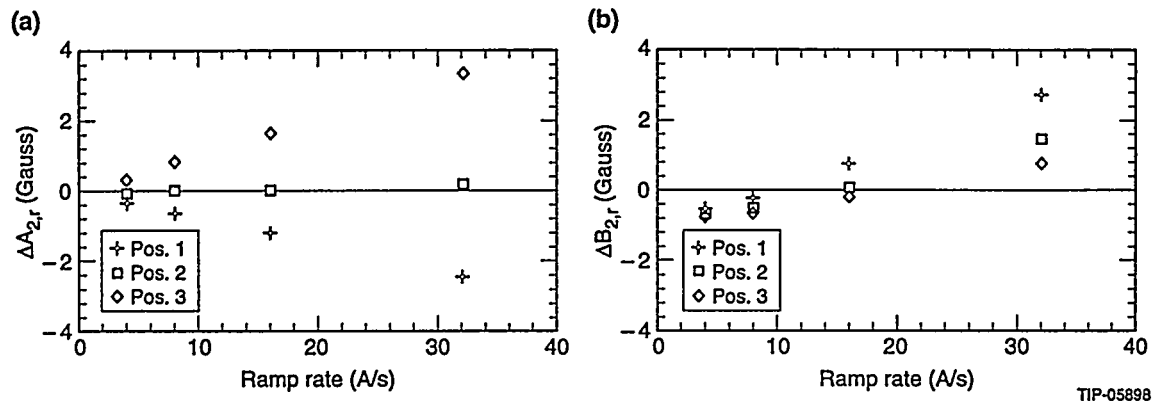 (a)
4
2
0
−2
−4
ΔA2,r (Gauss)
Pos. 1
Pos. 2
Pos. 3
0 10 20 30 40
Ramp rate (A/s)
(b)
4
2
0
−2
−4
ΔB2,r (Gauss)
Pos. 1
Pos. 2
Pos. 3
0 10 20 30 40
Ramp rate (A/s)
TIP-05898